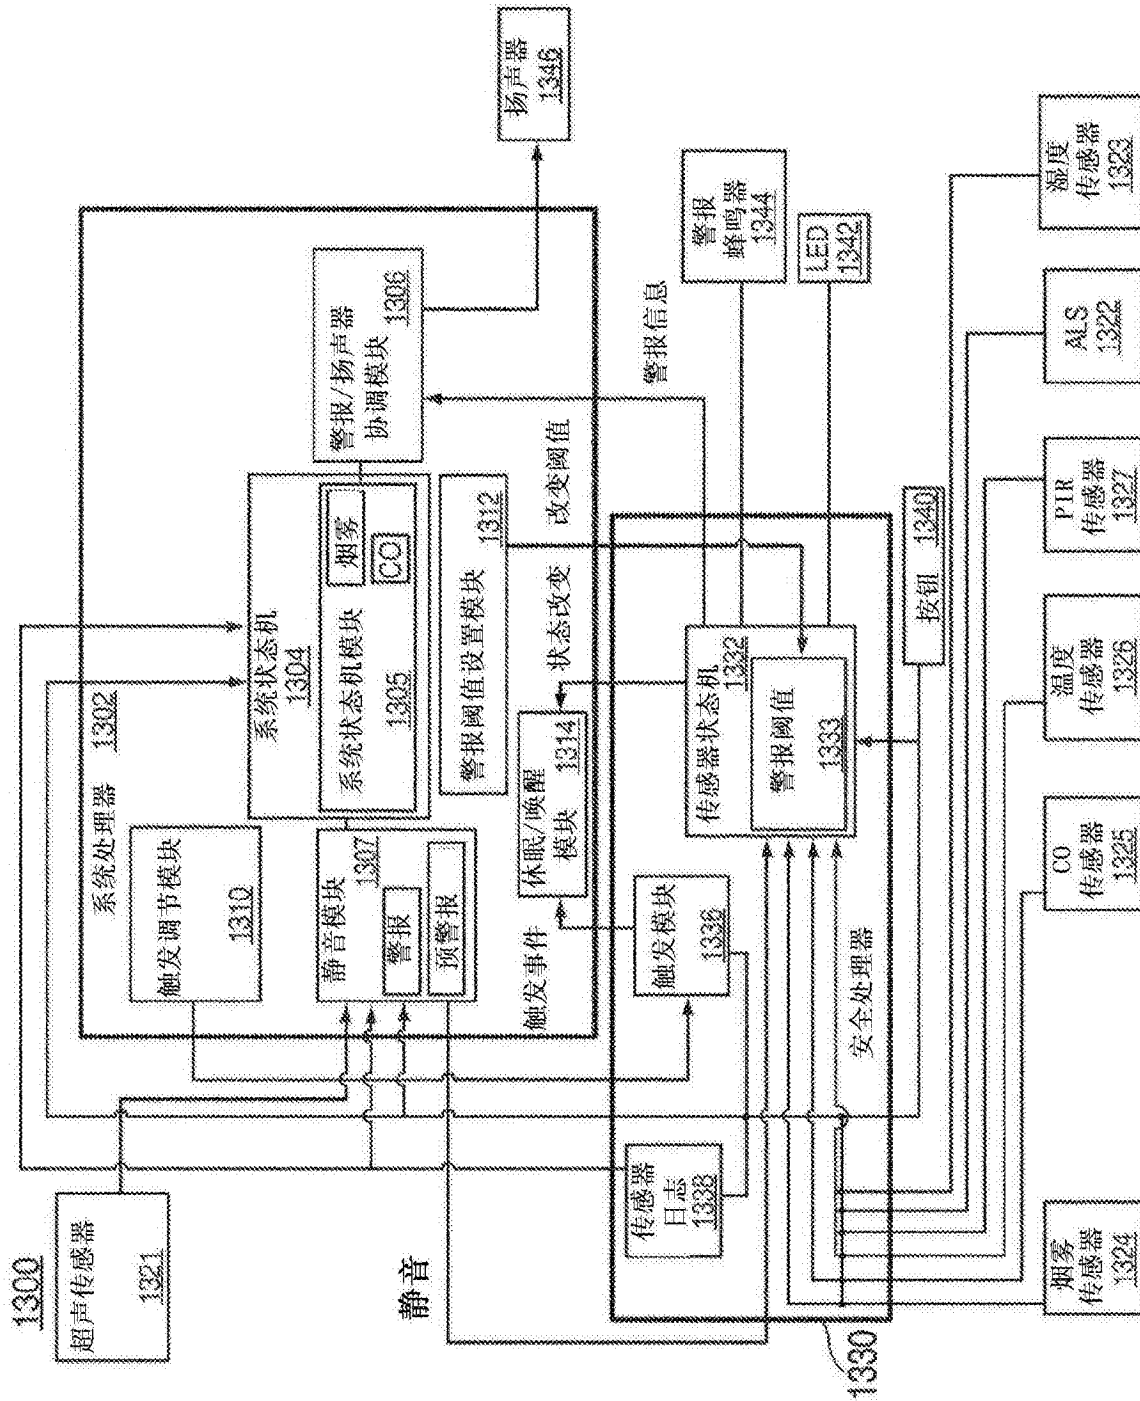 1300
超声传感器
1321
系统处理器
1302
触发调节模块
1310
系统状态机
1304
系统状态机模块
1305
烟雾
CO
静音模块
1307
警报
预警报
警报/扬声器
协调模块
1306
扬声器
1346
警报阈值设置模块
1312
休眠/唤醒
模块
1314
触发事件
状态改变
改变阈值
警报信息
静音
1330
安全处理器
传感器
日志
1338
触发模块
1336
传感器状态机
1332
警报阈值
1333
警报
蜂鸣器
1344
LED
1342
按钮
1340
烟雾
传感器
1324
CO
传感器
1325
温度
传感器
1326
PIR
传感器
1327
ALS
1322
湿度
传感器
1323